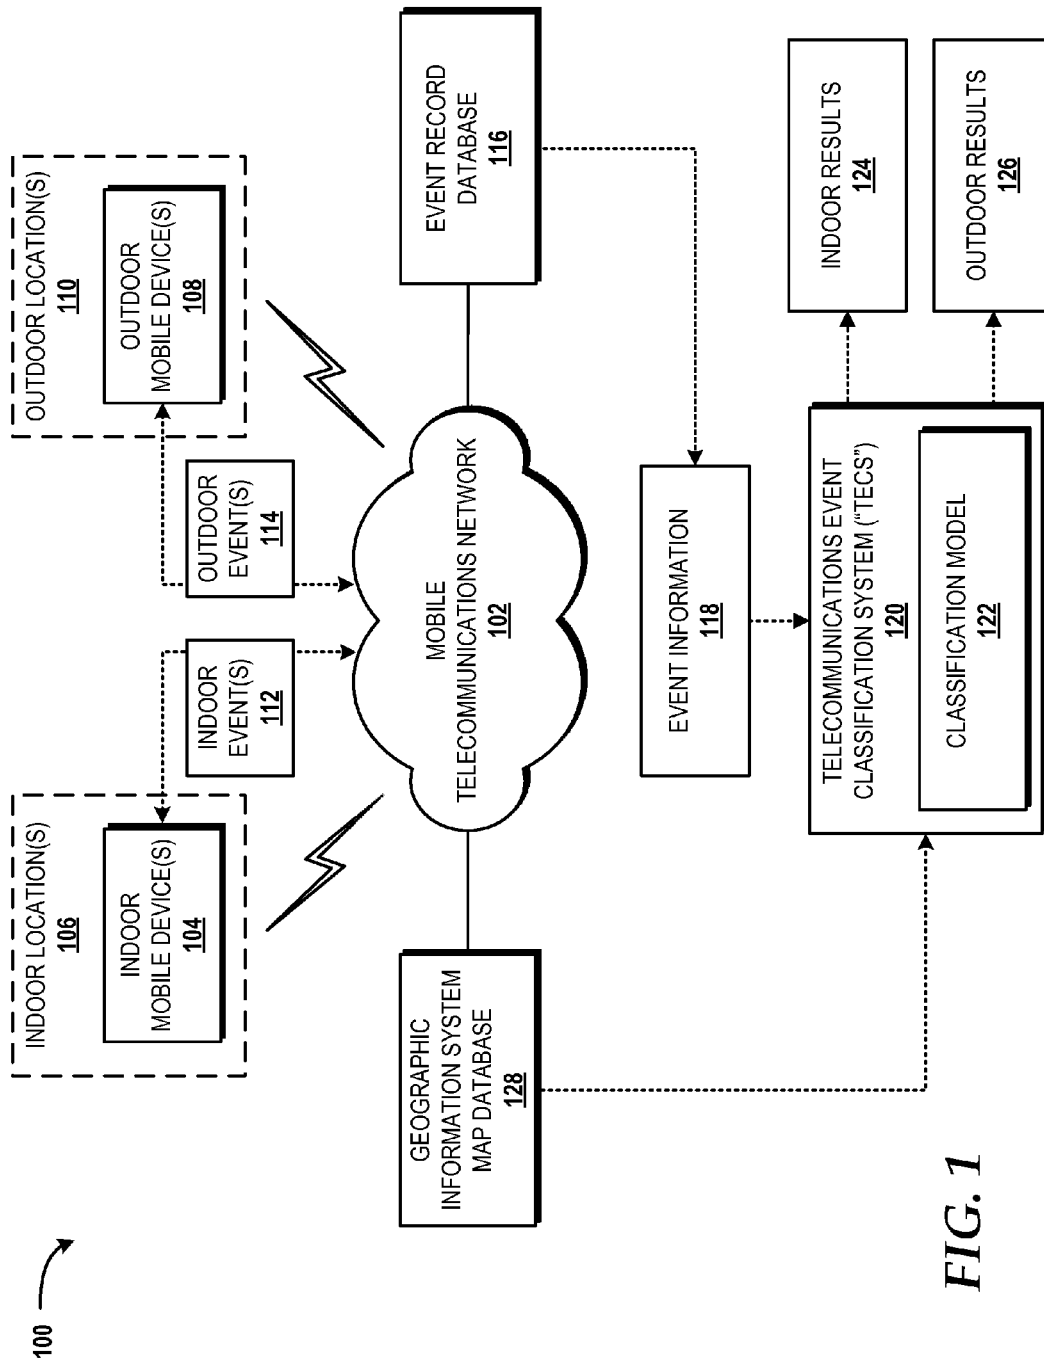 100
INDOOR LOCATION(S)
106
INDOOR
MOBILE DEVICE(S)
104
OUTDOOR LOCATION(S)
110
OUTDOOR
MOBILE DEVICE(S)
108
INDOOR
EVENT(S)
112
OUTDOOR
EVENT(S)
114
GEOGRAPHIC
INFORMATION SYSTEM
MAP DATABASE
128
MOBILE
TELECOMMUNICATIONS NETWORK
102
EVENT RECORD
DATABASE
116
EVENT INFORMATION
118
TELECOMMUNICATIONS EVENT
CLASSIFICATION SYSTEM ("TECS")
120
CLASSIFICATION MODEL
122
INDOOR RESULTS
124
OUTDOOR RESULTS
126
FIG. 1